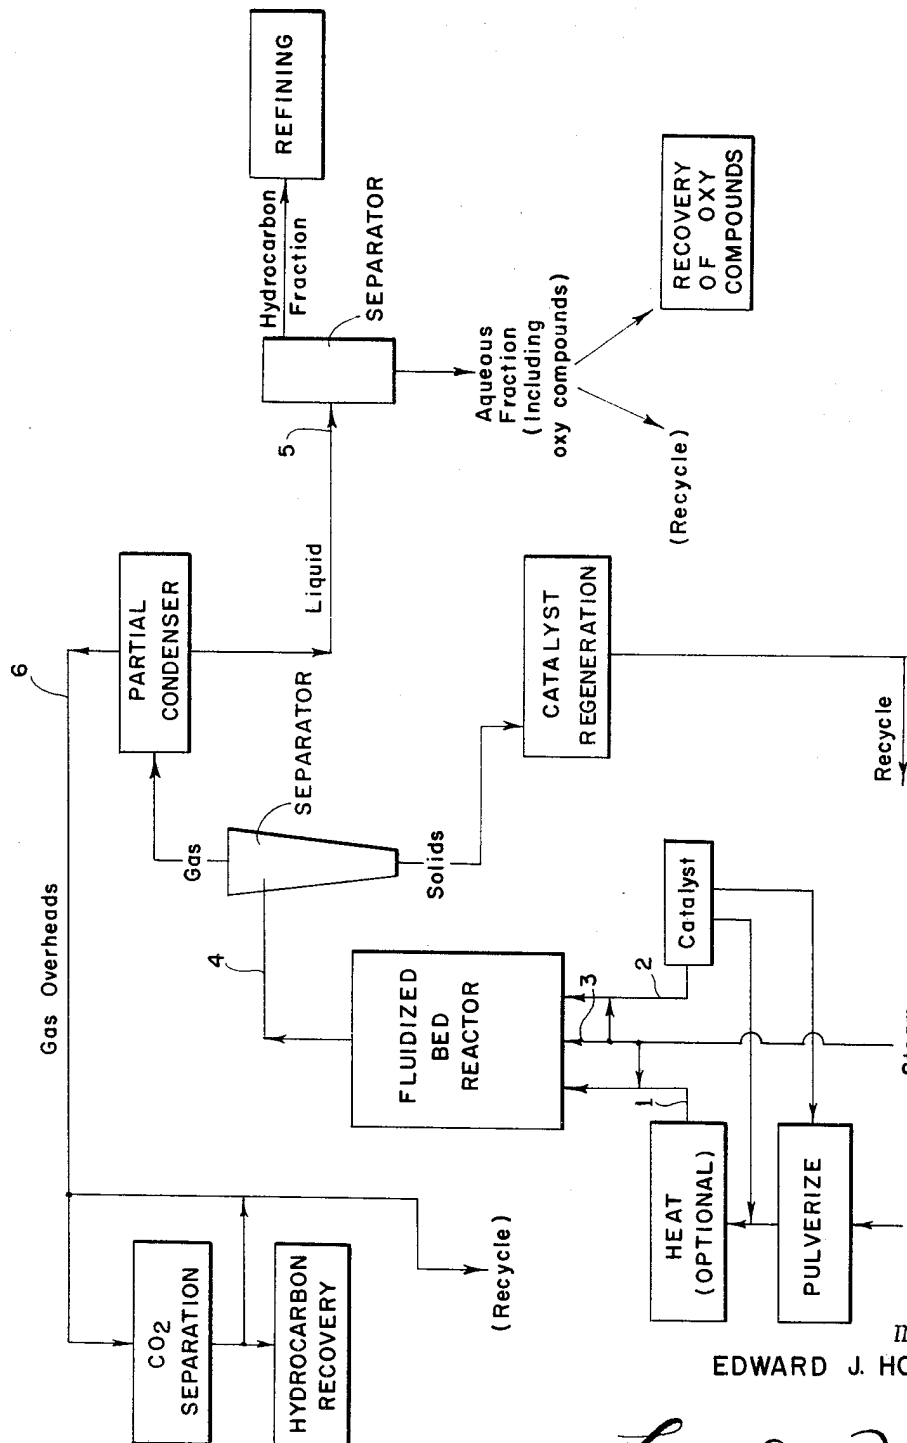 REFINING
Hydrocarbon
Fraction
SEPARATOR
RECOVERY
OF OXY
COMPOUNDS
Aqueous
Fraction
(Including
oxy compounds)
(Recycle)
5
Liquid
PARTIAL
CONDENSER
6
CATALYST
REGENERATION
Recycle
SEPARATOR
Gas
Solids
Gas Overheads
4
FLUIDIZED
BED
REACTOR
Catalyst
2
3
1
HEAT
(OPTIONAL)
PULVERIZE
(Recycle)
CO2
SEPARATION
HYDROCARBON
RECOVERY
EDWARD J. HO